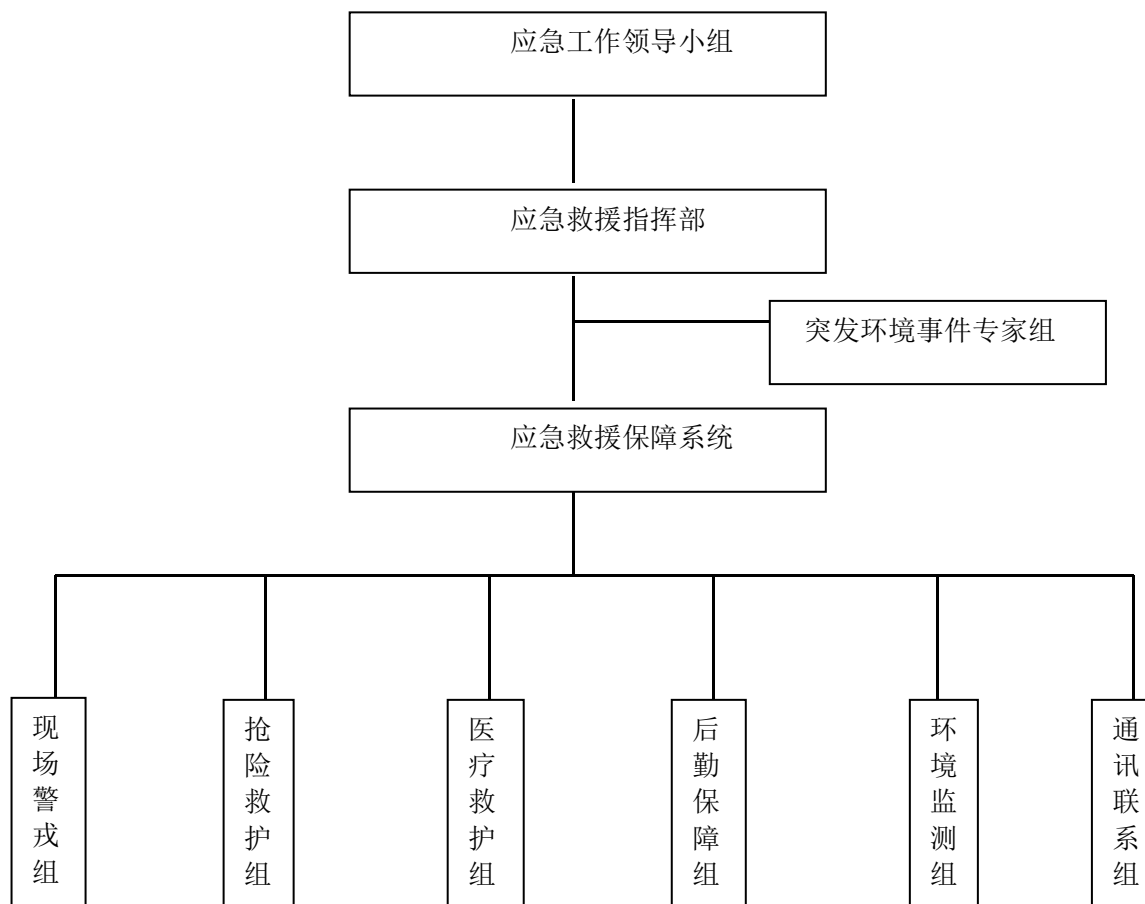 应急工作领导小组
应急救援指挥部
突发环境事件专家组
应急救援保障系统
现场警戎组
抢险救护组
医疗救护组
后勤保障组
环境监测组
通讯联系组